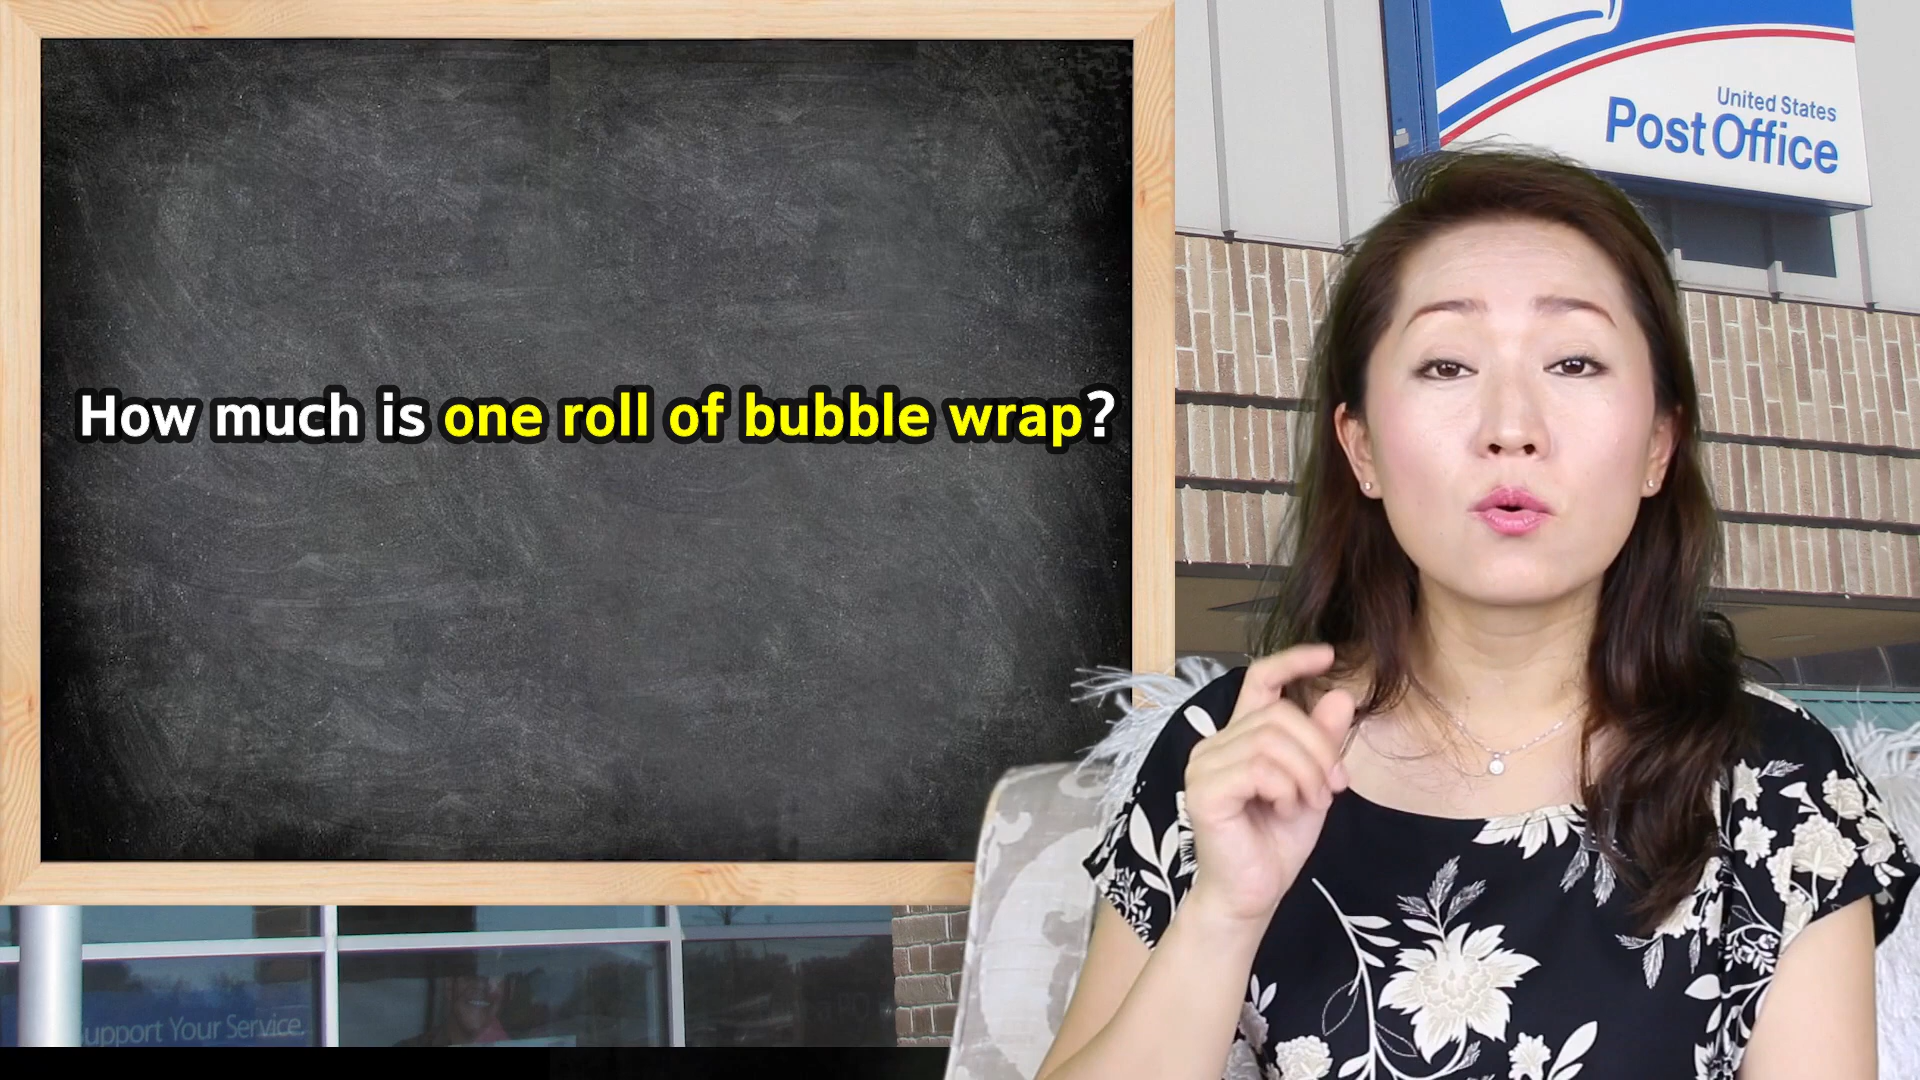 United States
Post Office
How much is one roll of bubble wrap?
upport Your Service.